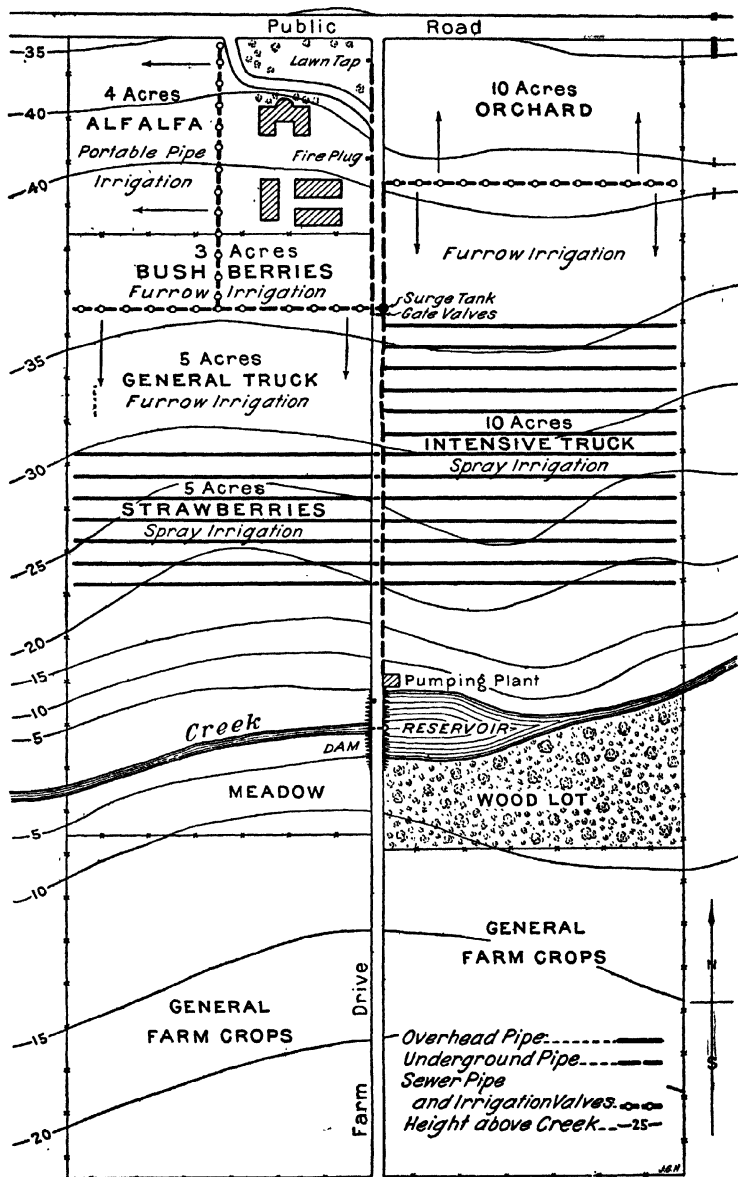 Public Road
-35
Lawn Tap
4 Acres
ALFALFA
-40
Portable Pipe
Irrigation
Fire Plug
10 Acres
ORCHARD
-40
3 Acres
BUSH BERRIES
Furrow Irrigation
Furrow Irrigation
Surge Tank
Gate Valves
-35
5 Acres
GENERAL TRUCK
Furrow Irrigation
10 Acres
INTENSIVE TRUCK
Spray Irrigation
-30
5 Acres
STRAWBERRIES
Spray Irrigation
-25
-20
-15
-10
-5
Pumping Plant
Creek
RESERVOIR
DAM
MEADOW
WOOD LOT
-5
-10
GENERAL
FARM CROPS
GENERAL
FARM CROPS
-15
-20
Farm Drive
N
S
Overhead Pipe
Underground Pipe
Sewer Pipe
and Irrigation Valves
Height above Creek -25-
J.G.H.